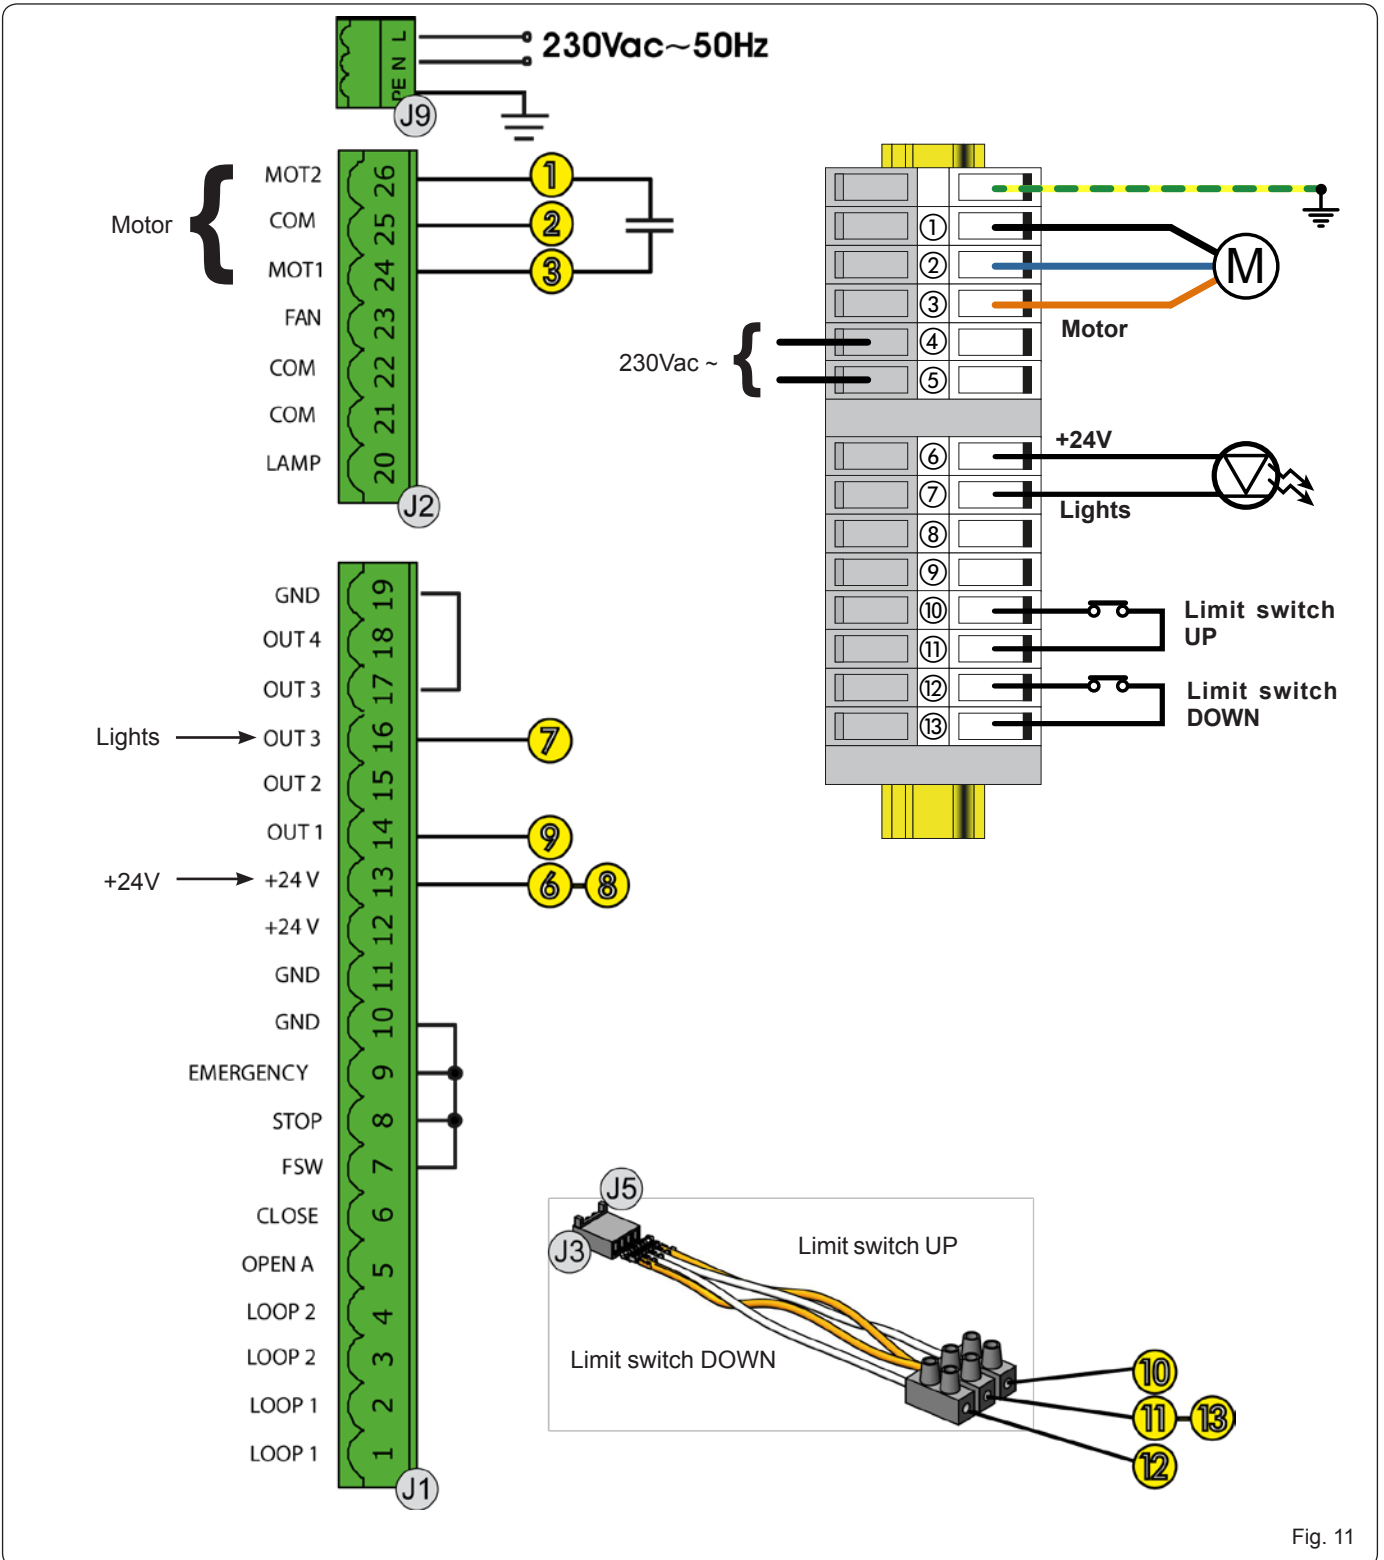 L
N
PE
J9
230Vac~50Hz
Motor
MOT2 26 1
COM 25 2
MOT1 24 3
FAN 23
COM 22
COM 21
LAMP 20
J2
1
2
3
4
5
M
Motor
230Vac ~
+24V
6
7
Lights
8
9
10
11
12
13
Limit switch
UP
Limit switch
DOWN
GND 19
OUT 4 18
OUT 3 17
Lights OUT 3 16 7
OUT 2 15
OUT 1 14 9
+24V +24 V 13 6 8
+24 V 12
GND 11
GND 10
EMERGENCY 9
STOP 8
FSW 7
CLOSE 6
OPEN A 5
LOOP 2 4
LOOP 2 3
LOOP 1 2
LOOP 1 1
J1
J5
J3
Limit switch UP
Limit switch DOWN
10
11 13
12
Fig. 11